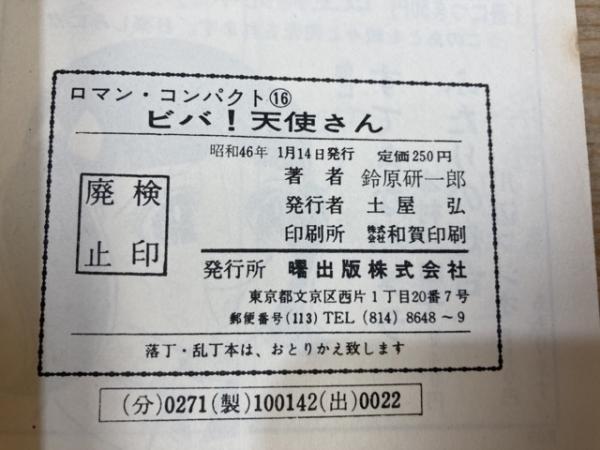 ロマン・コンパクト⑯
ビバ！天使さん
昭和46年 1月14日発行 定価250円
検印廃止
著者 鈴原研一郎
発行者 土屋弘
印刷所 株式会社和賀印刷
発行所 曙出版株式会社
東京都文京区西片1丁目20番7号
郵便番号(113) TEL (814) 8648～9
落丁・乱丁本は、おとりかえ致します
(分)0271(製)100142(出)0022